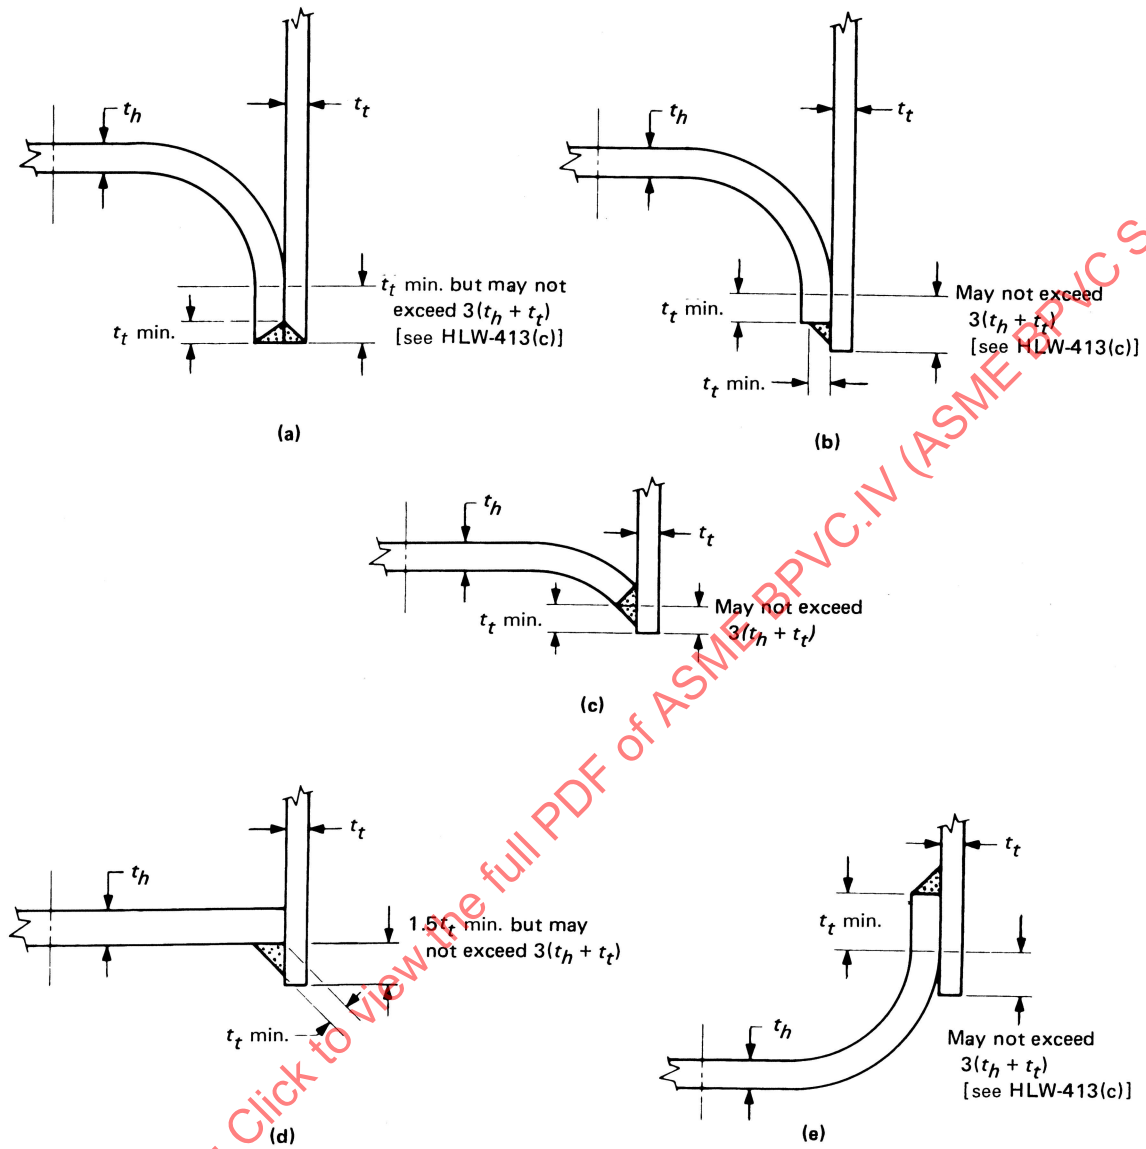 t_h
t_t
t_t min. but may not
exceed 3(t_h + t_t)
[see HLW-413(c)]
t_t min.
(a)
t_h
t_t
t_t min.
May not exceed
3(t_h + t_t)
[see HLW-413(c)]
t_t min.
(b)
t_h
t_t
t_t min.
May not exceed
3(t_h + t_t)
(c)
t_t
t_h
1.5t_t min. but may
not exceed 3(t_h + t_t)
t_t min.
(d)
t_t
t_t min.
t_h
May not exceed
3(t_h + t_t)
[see HLW-413(c)]
(e)
Click to view the full PDF of ASME BPVC.IV (ASME BPVC S